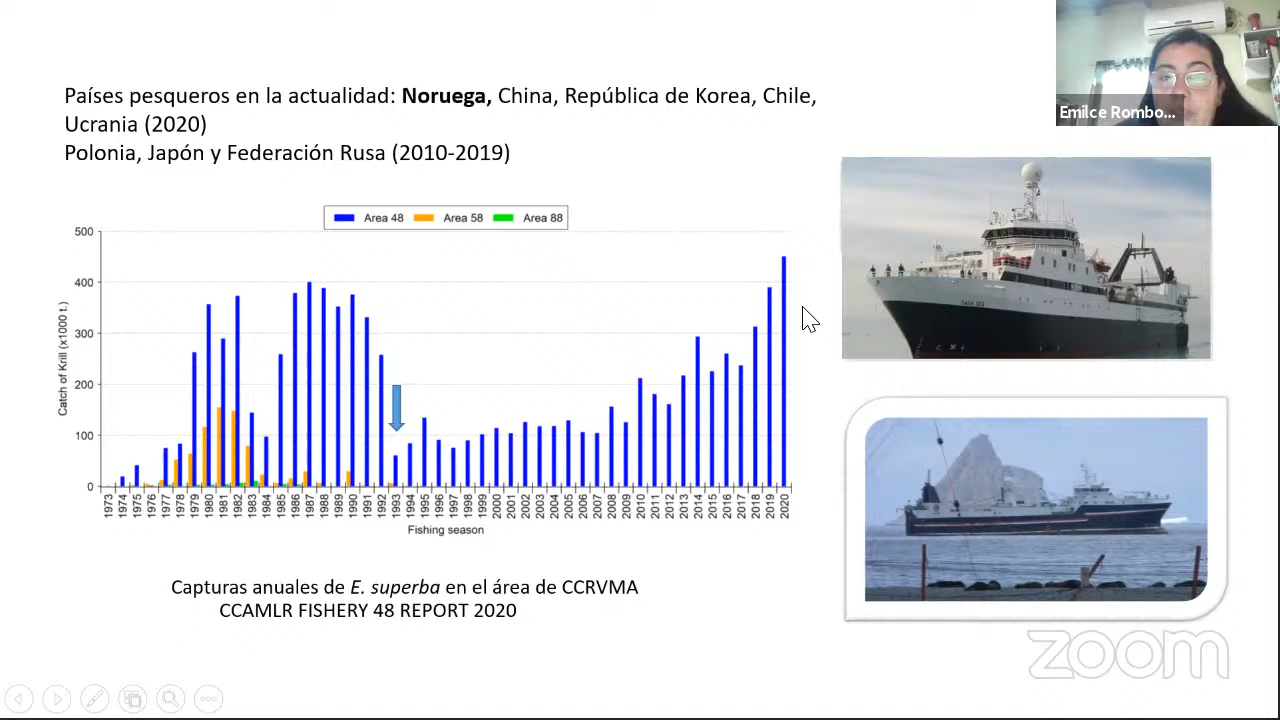 Países pesqueros en la actualidad: Noruega, China, República de Korea, Chile,
Ucrania (2020)
Polonia, Japón y Federación Rusa (2010-2019)
Emilce Rombo...
Area 48 Area 58 Area 88
Catch of Krill (x1000 t.)
500
400
300
200
100
0
1973 1974 1975 1976 1977 1978 1979 1980 1981 1982 1983 1984 1985 1986 1987 1988 1989 1990 1991 1992 1993 1994 1995 1996 1997 1998 1999 2000 2001 2002 2003 2004 2005 2006 2007 2008 2009 2010 2011 2012 2013 2014 2015 2016 2017 2018 2019 2020
Fishing season
SAGA SEA
Capturas anuales de E. superba en el área de CCRVMA
CCAMLR FISHERY 48 REPORT 2020
zoom